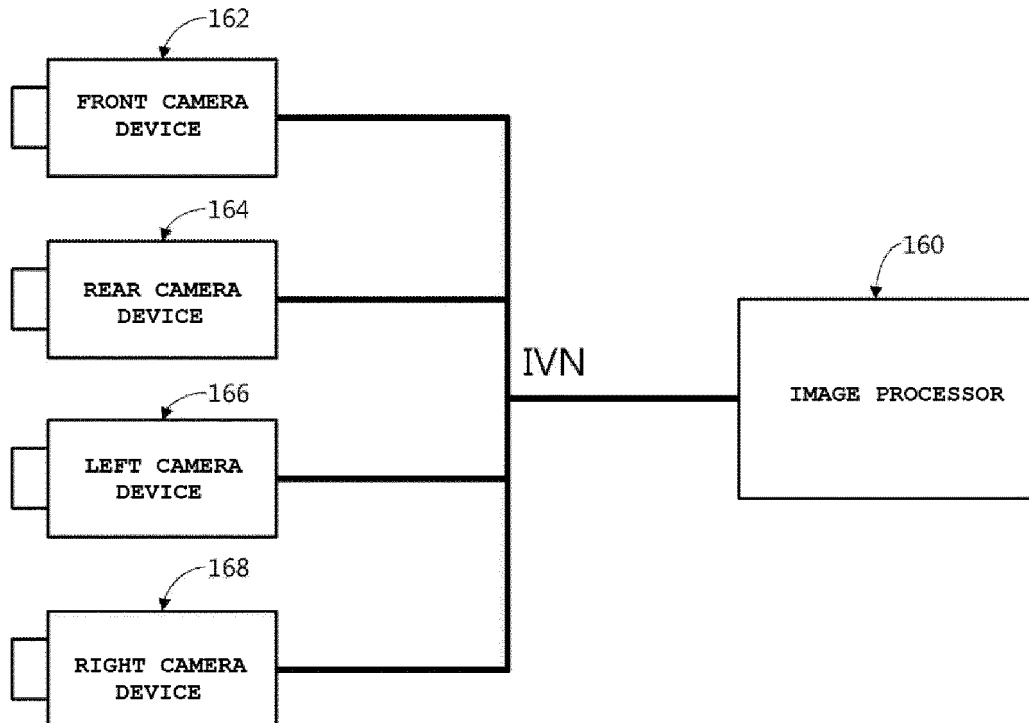 162
FRONT CAMERA
DEVICE
164
REAR CAMERA
DEVICE
160
IVN
IMAGE PROCESSOR
166
LEFT CAMERA
DEVICE
168
RIGHT CAMERA
DEVICE